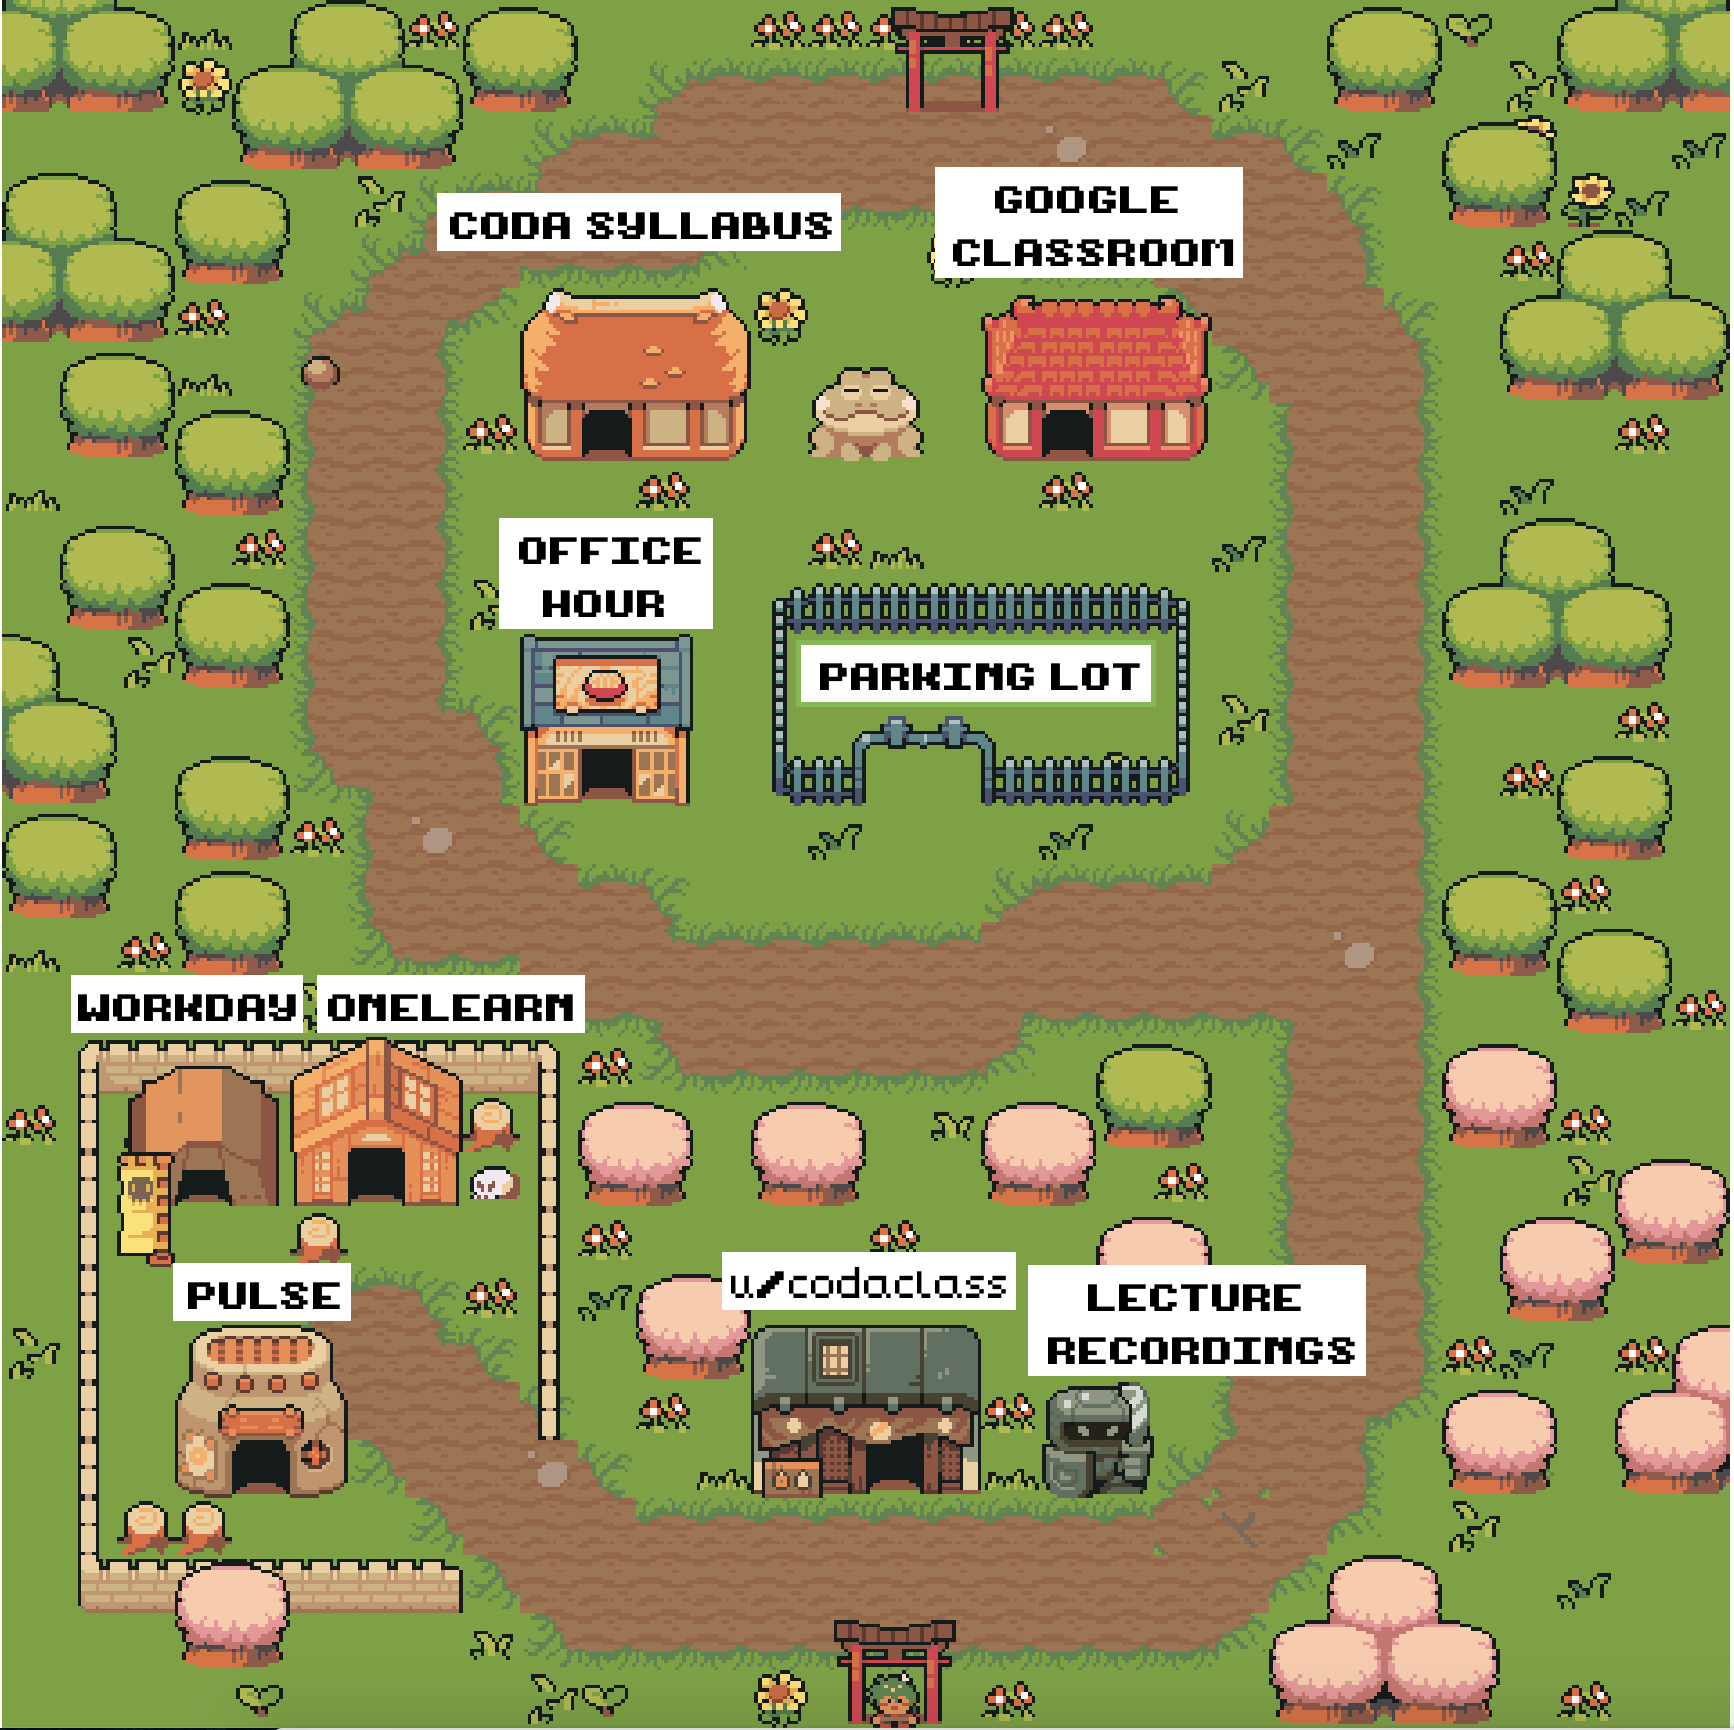 CODA SYLLABUS
GOOGLE
CLASSROOM
OFFICE
HOUR
PARKING LOT
WORKDAY
ONELEARN
PULSE
u/codaclass
LECTURE
RECORDINGS